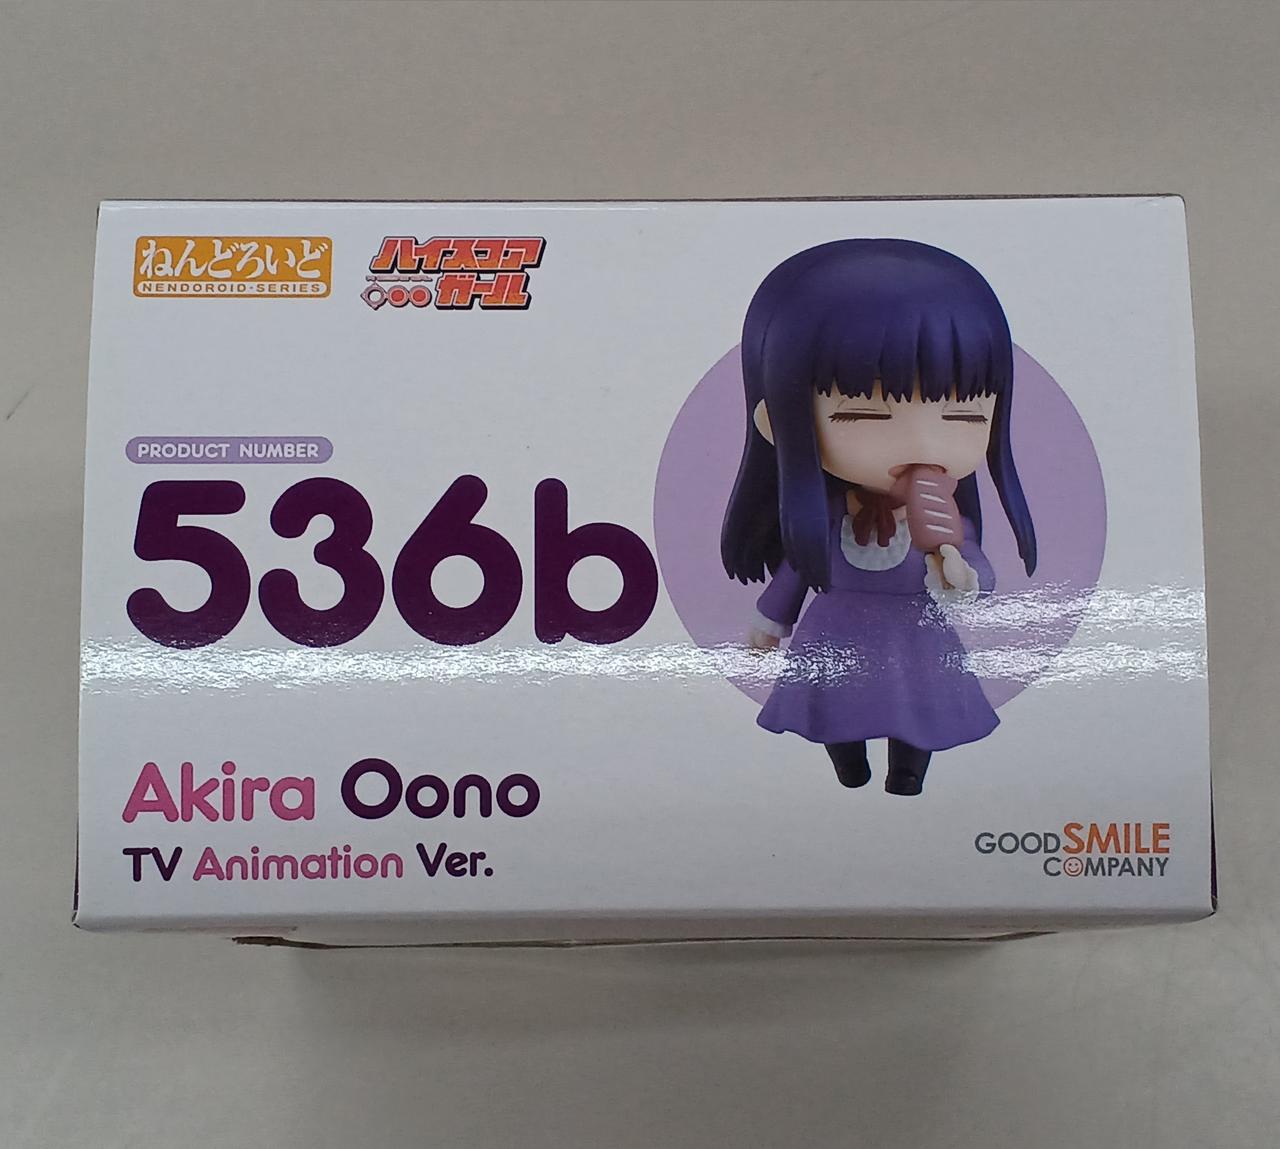 ねんどろいど
NENDOROID·SERIES
ハイスコア
ガール
PRODUCT NUMBER
536b
Akira Oono
TV Animation Ver.
GOOD SMILE
COMPANY